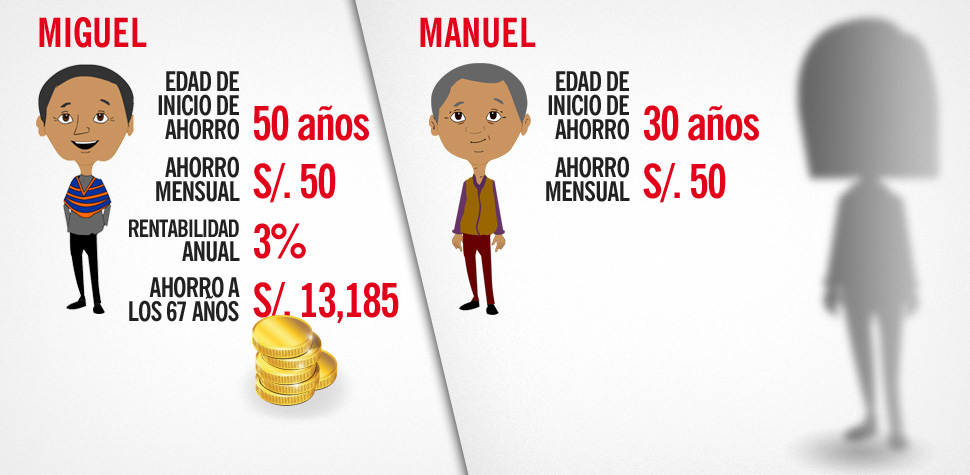 MIGUEL
EDAD DE
INICIO DE
AHORRO 50 años
AHORRO
MENSUAL S/. 50
RENTABILIDAD
ANUAL 3%
AHORRO A
LOS 67 AÑOS S/. 13,185
MANUEL
EDAD DE
INICIO DE
AHORRO 30 años
AHORRO
MENSUAL S/. 50